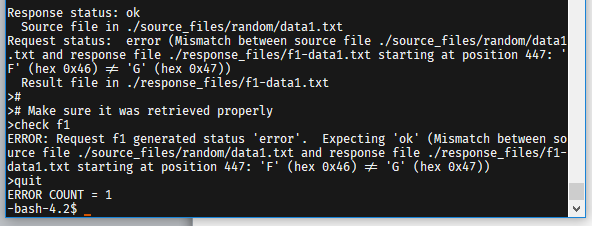 Response status: ok
  Source file in ./source_files/random/data1.txt
Request status:  error (Mismatch between source file ./source_files/random/data1
.txt and response file ./response_files/f1-data1.txt starting at position 447: '
F' (hex 0x46) ≠ 'G' (hex 0x47))
  Result file in ./response_files/f1-data1.txt
>#
># Make sure it was retrieved properly
>check f1
ERROR: Request f1 generated status 'error'.  Expecting 'ok' (Mismatch between so
urce file ./source_files/random/data1.txt and response file ./response_files/f1-
data1.txt starting at position 447: 'F' (hex 0x46) ≠ 'G' (hex 0x47))
>quit
ERROR COUNT = 1
-bash-4.2$